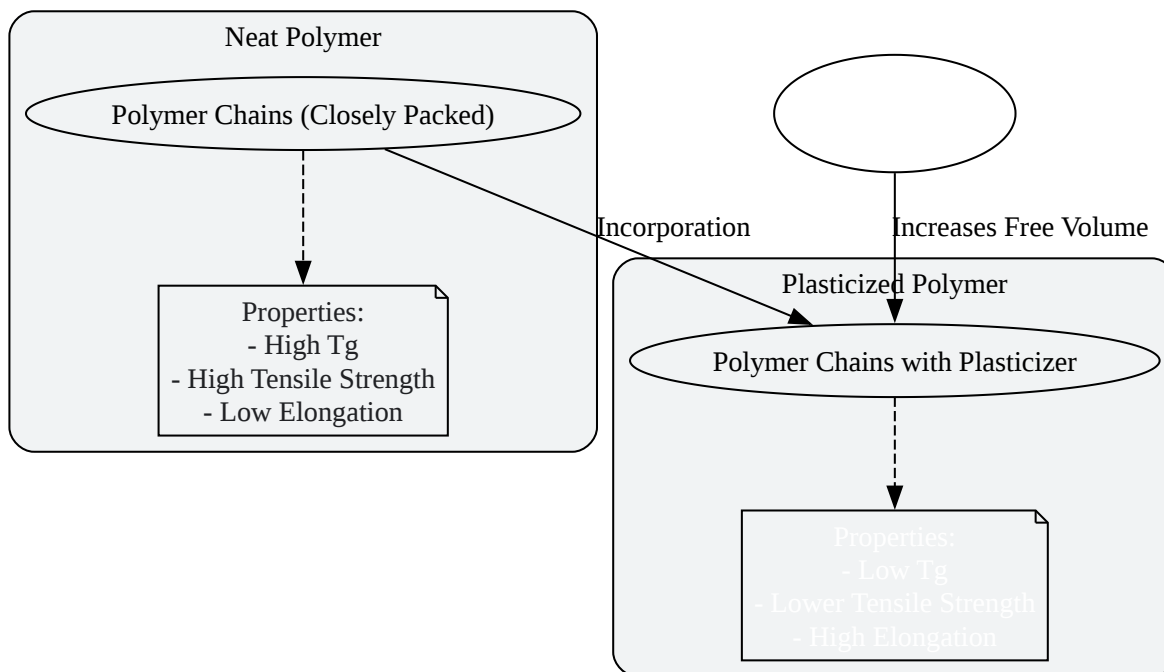 Neat Polymer
Polymer Chains (Closely Packed)
Incorporation
Increases Free Volume
Properties:
- High Tg
- High Tensile Strength
- Low Elongation
Plasticized Polymer
Polymer Chains with Plasticizer
Properties:
- Low Tg
- Lower Tensile Strength
- High Elongation